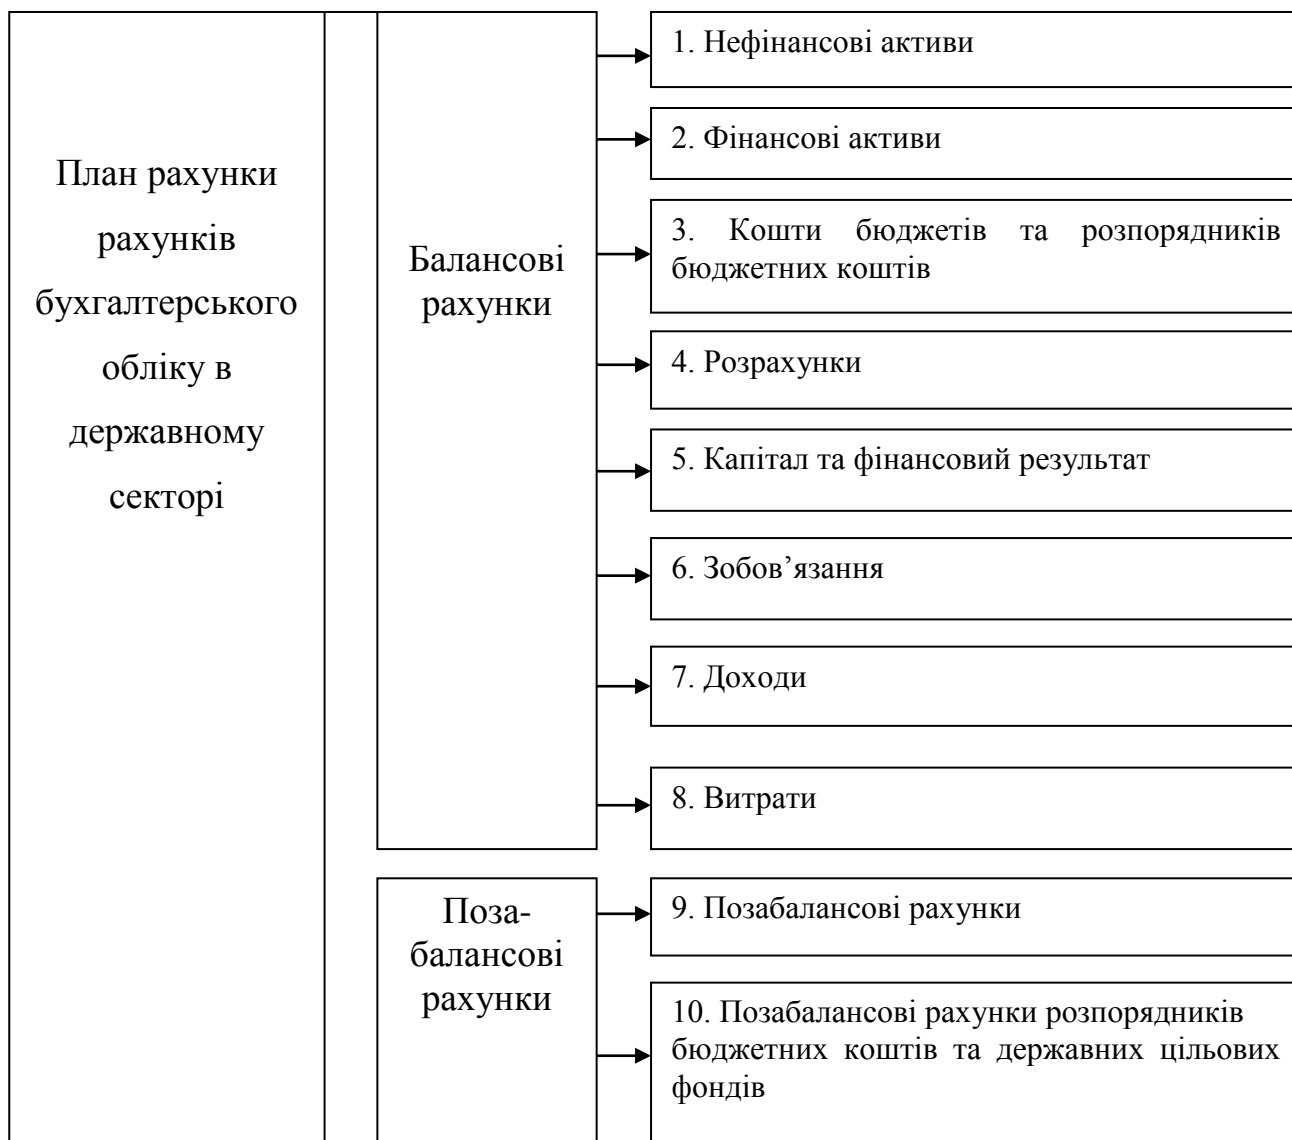 План рахунки
рахунків
бухгалтерського
обліку в
державному
секторі
Балансові
рахунки
1. Нефінансові активи
2. Фінансові активи
3. Кошти бюджетів та розпорядників
бюджетних коштів
4. Розрахунки
5. Капітал та фінансовий результат
6. Зобов’язання
7. Доходи
8. Витрати
Поза-
балансові
рахунки
9. Позабалансові рахунки
10. Позабалансові рахунки розпорядників
бюджетних коштів та державних цільових
фондів